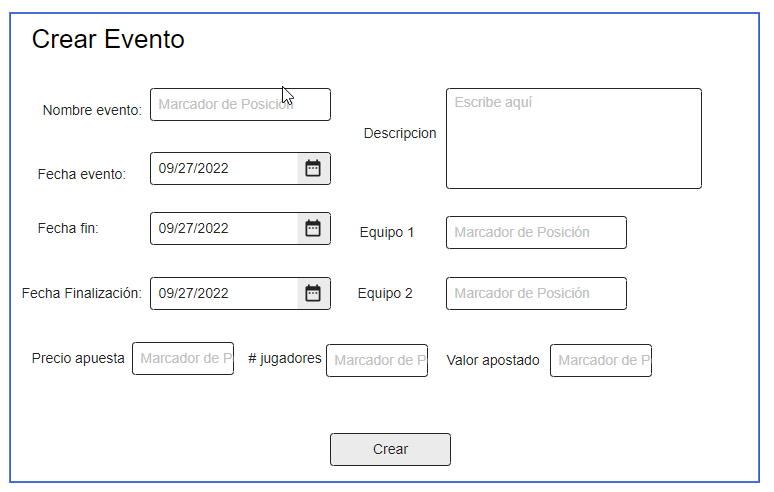 Crear Evento
Nombre evento: Marcador de Posición
Descripcion Escribe aquí
Fecha evento: 09/27/2022
Fecha fin: 09/27/2022
Equipo 1 Marcador de Posición
Fecha Finalización: 09/27/2022
Equipo 2 Marcador de Posición
Precio apuesta Marcador de P # jugadores Marcador de P Valor apostado Marcador de P
Crear